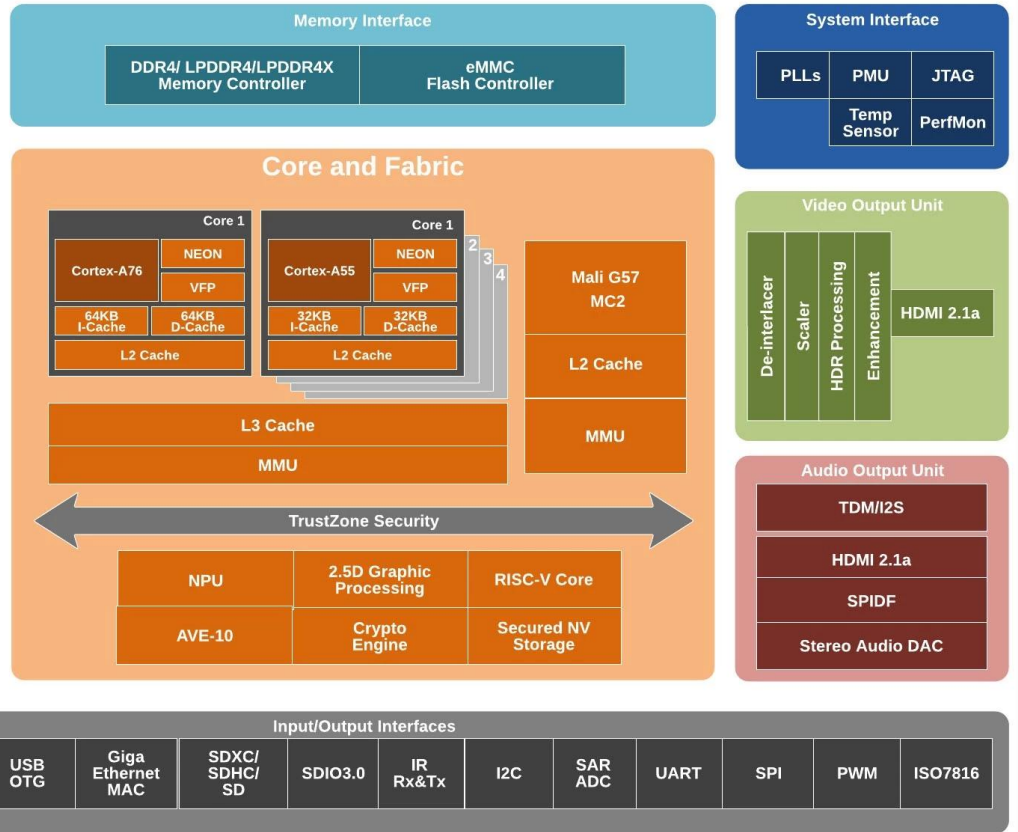 Memory Interface
DDR4/ LPDDR4/LPDDR4X
Memory Controller
eMMC
Flash Controller
System Interface
PLLs
PMU
JTAG
Temp
Sensor
PerfMon
Core and Fabric
Core 1
Cortex-A76
NEON
VFP
64KB
I-Cache
64KB
D-Cache
L2 Cache
Core 1
2
3
4
Cortex-A55
NEON
VFP
32KB
I-Cache
32KB
D-Cache
L2 Cache
Mali G57
MC2
L2 Cache
MMU
L3 Cache
MMU
TrustZone Security
NPU
2.5D Graphic
Processing
RISC-V Core
AVE-10
Crypto
Engine
Secured NV
Storage
Video Output Unit
De-interlacer
Scaler
HDR Processing
Enhancement
HDMI 2.1a
Audio Output Unit
TDM/I2S
HDMI 2.1a
SPIDF
Stereo Audio DAC
Input/Output Interfaces
USB
OTG
Giga
Ethernet
MAC
SDXC/
SDHC/
SD
SDIO3.0
IR
Rx&Tx
I2C
SAR
ADC
UART
SPI
PWM
ISO7816